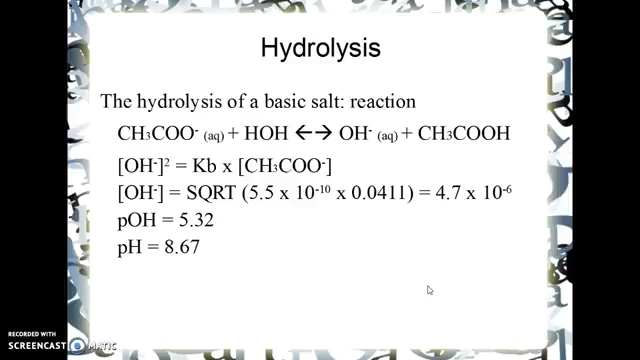 Hydrolysis
The hydrolysis of a basic salt: reaction
CH₃COO⁻ (aq) + HOH ←→ OH⁻ (aq) + CH₃COOH
[OH⁻]² = Kb x [CH₃COO⁻]
[OH⁻] = SQRT (5.5 x 10⁻¹⁰ x 0.0411) = 4.7 x 10⁻⁶
pOH = 5.32
pH = 8.67
RECORDED WITH
SCREENCAST MATIC